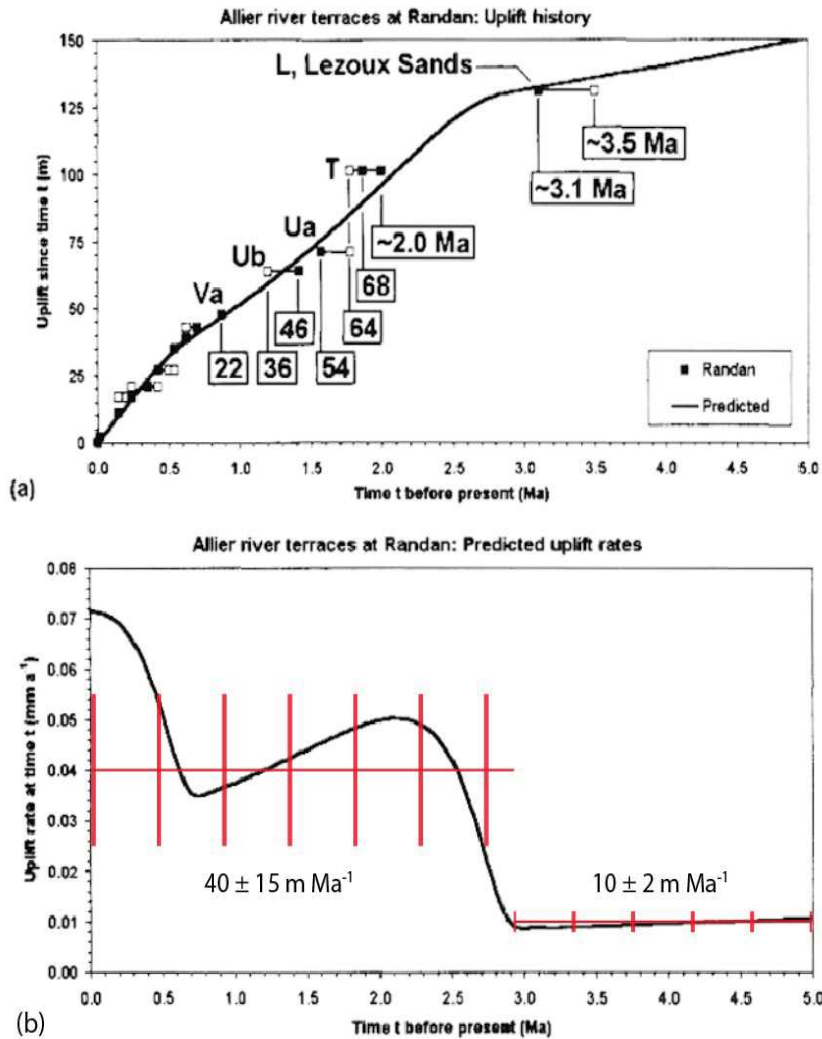 Allier river terraces at Randan: Uplift history
150
125
100
75
50
25
0
Uplift since time t (m)
L, Lezoux Sands
~3.5 Ma
~3.1 Ma
T
~2.0 Ma
Ua
68
Ub
64
Va
46
54
22
36
Randan
Predicted
0.0 0.5 1.0 1.5 2.0 2.5 3.0 3.5 4.0 4.5 5.0
Time t before present (Ma)
(a)
Allier river terraces at Randan: Predicted uplift rates
0.08
0.07
0.06
0.05
0.04
0.03
0.02
0.01
0.00
Uplift rate at time t (mm a⁻¹)
40 ± 15 m Ma⁻¹
10 ± 2 m Ma⁻¹
0.0 0.5 1.0 1.5 2.0 2.5 3.0 3.5 4.0 4.5 5.0
Time t before present (Ma)
(b)